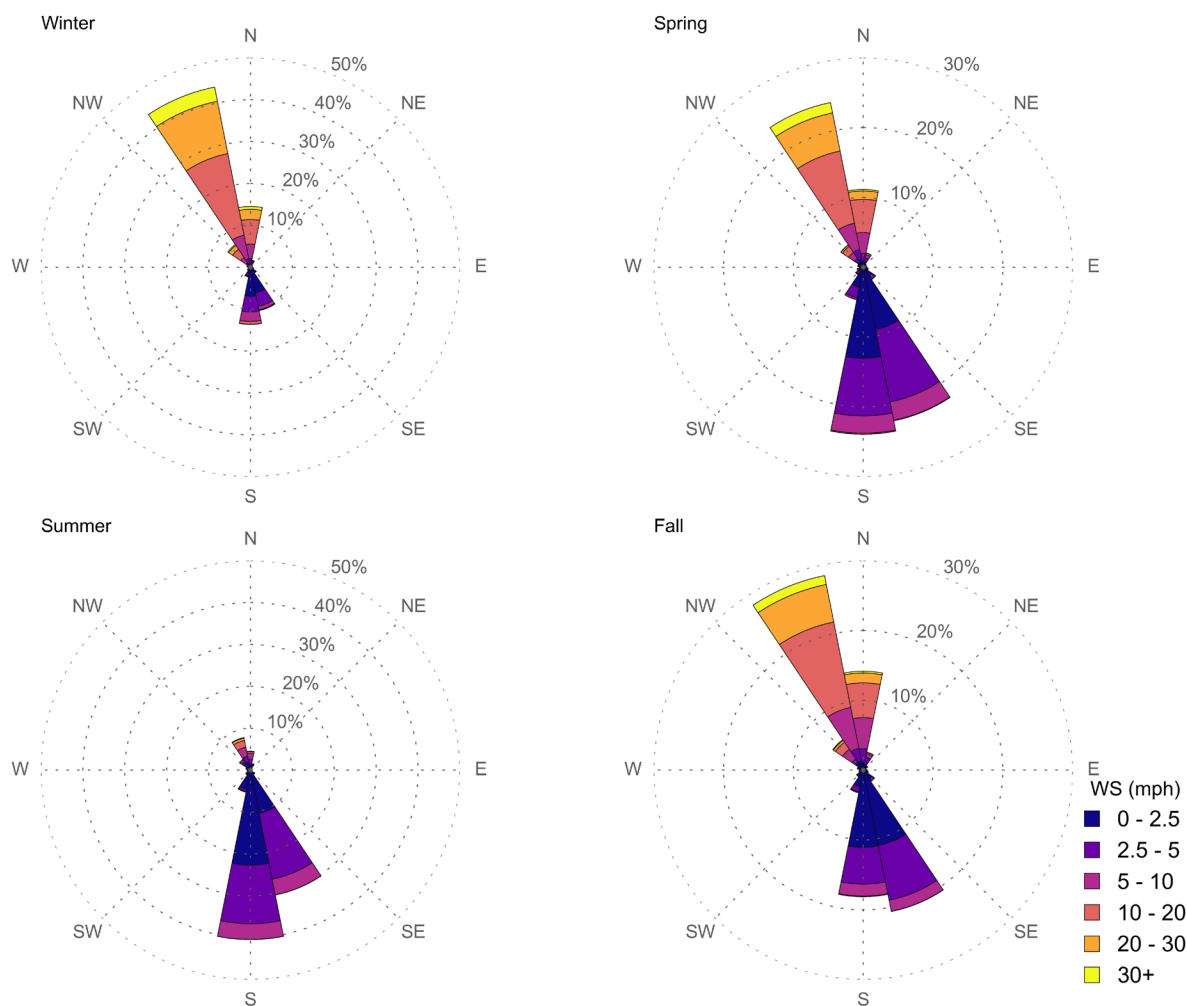 Winter
N
50%
NW
NE
40%
30%
20%
10%
W
E
SW
SE
S
Spring
N
30%
NW
NE
20%
10%
W
E
SW
SE
S
Summer
N
50%
NW
NE
40%
30%
20%
10%
W
E
SW
SE
S
Fall
N
30%
NW
NE
20%
10%
W
E
SW
SE
S
WS (mph)
0 - 2.5
2.5 - 5
5 - 10
10 - 20
20 - 30
30+